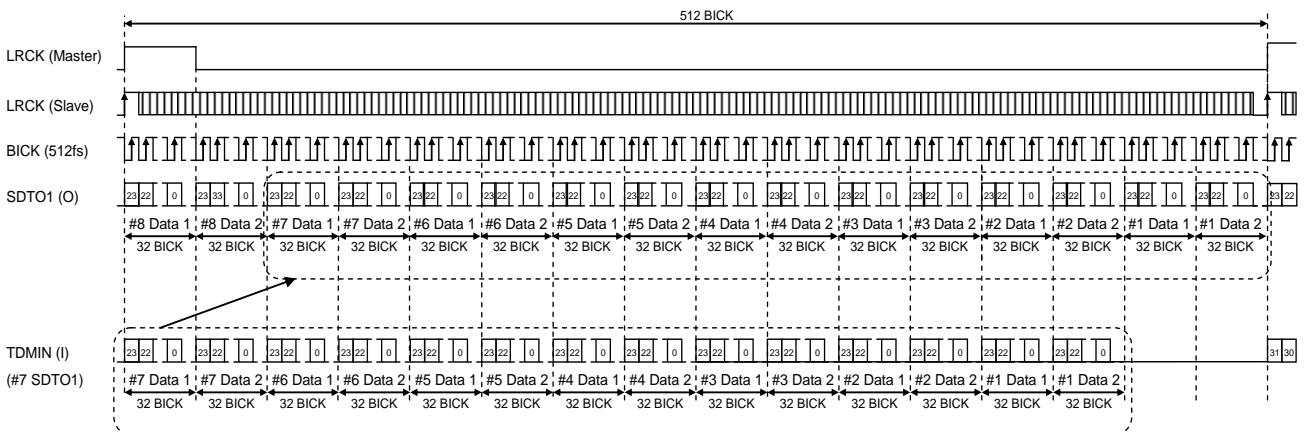 512 BICK
LRCK (Master)
LRCK (Slave)
BICK (512fs)
SDTO1 (O)
23 22 0 23 33 0 23 22 0 23 22 0 23 22 0 23 22 0 23 22 0 23 22 0 23 22 0 23 22 0 23 22 0 23 22 0 23 22 0 23 22 0 23 22 0 23 22 0 23 22
#8 Data 1 #8 Data 2 #7 Data 1 #7 Data 2 #6 Data 1 #6 Data 2 #5 Data 1 #5 Data 2 #4 Data 1 #4 Data 2 #3 Data 1 #3 Data 2 #2 Data 1 #2 Data 2 #1 Data 1 #1 Data 2
32 BICK 32 BICK 32 BICK 32 BICK 32 BICK 32 BICK 32 BICK 32 BICK 32 BICK 32 BICK 32 BICK 32 BICK 32 BICK 32 BICK 32 BICK 32 BICK
TDMIN (I)
23 22 0 23 22 0 23 22 0 23 22 0 23 22 0 23 22 0 23 22 0 23 22 0 23 22 0 23 22 0 23 22 0 23 22 0 23 22 0 23 22 0 31 30
(#7 SDTO1)
#7 Data 1 #7 Data 2 #6 Data 1 #6 Data 2 #5 Data 1 #5 Data 2 #4 Data 1 #4 Data 2 #3 Data 1 #3 Data 2 #2 Data 1 #2 Data 2 #1 Data 1 #1 Data 2
32 BICK 32 BICK 32 BICK 32 BICK 32 BICK 32 BICK 32 BICK 32 BICK 32 BICK 32 BICK 32 BICK 32 BICK 32 BICK 32 BICK